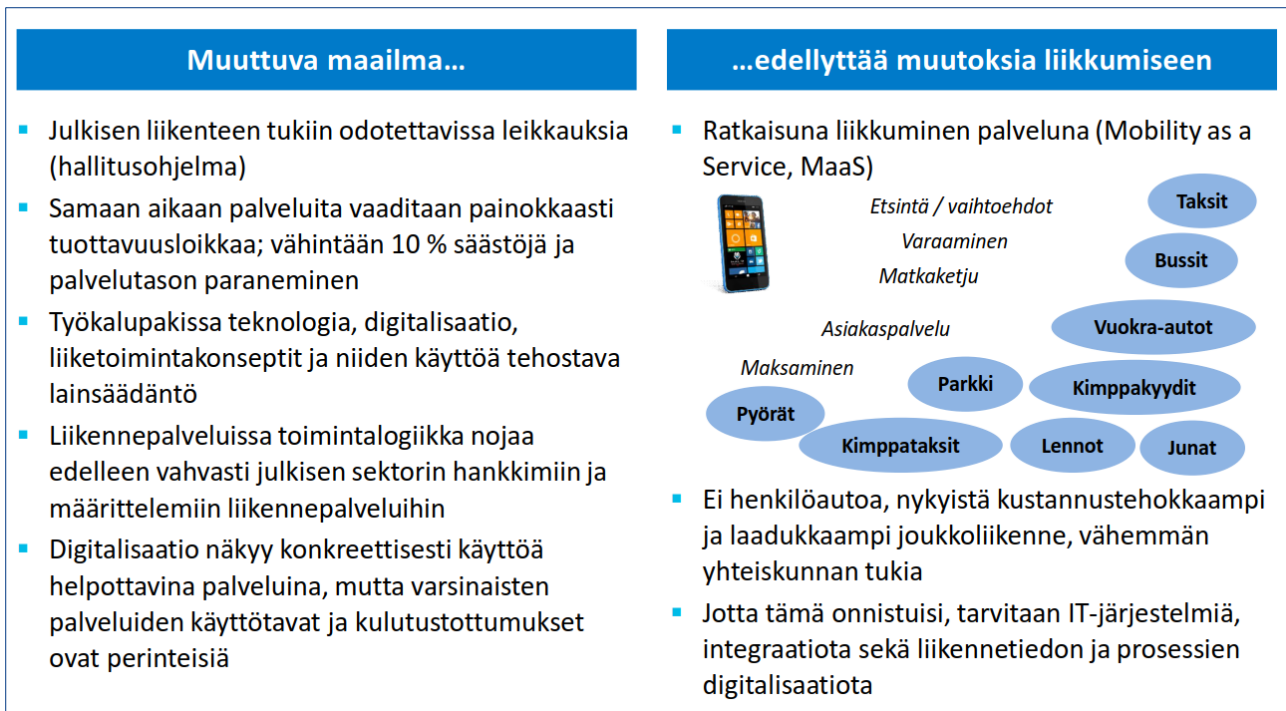 Muuttuva maailma…
Julkisen liikenteen tukiin odotettavissa leikkauksia
(hallitusohjelma)
Samaan aikaan palveluita vaaditaan painokkaasti
tuottavuusloikkaa; vähintään 10 % säästöjä ja
palvelutason paraneminen
Työkalupakissa teknologia, digitalisaatio,
liiketoimintakonseptit ja niiden käyttöä tehostava
lainsäädäntö
Liikennepalveluissa toimintalogiikka nojaa
edelleen vahvasti julkisen sektorin hankkimiin ja
määrittelemiin liikennepalveluihin
Digitalisaatio näkyy konkreettisesti käyttöä
helpottavina palveluina, mutta varsinaisten
palveluiden käyttötavat ja kulutustottumukset
ovat perinteisiä
…edellyttää muutoksia liikkumiseen
Ratkaisuna liikkuminen palveluna (Mobility as a
Service, MaaS)
Etsintä / vaihtoehdot
Taksit
Varaaminen
Bussit
Matkaketju
Asiakaspalvelu
Vuokra-autot
Maksaminen
Parkki
Kimppakyydit
Pyörät
Kimppataksit
Lennot
Junat
Ei henkilöautoa, nykyistä kustannustehokkaampi
ja laadukkaampi joukkoliikenne, vähemmän
yhteiskunnan tukia
Jotta tämä onnistuisi, tarvitaan IT-järjestelmiä,
integraatiota sekä liikennetiedon ja prosessien
digitalisaatiota